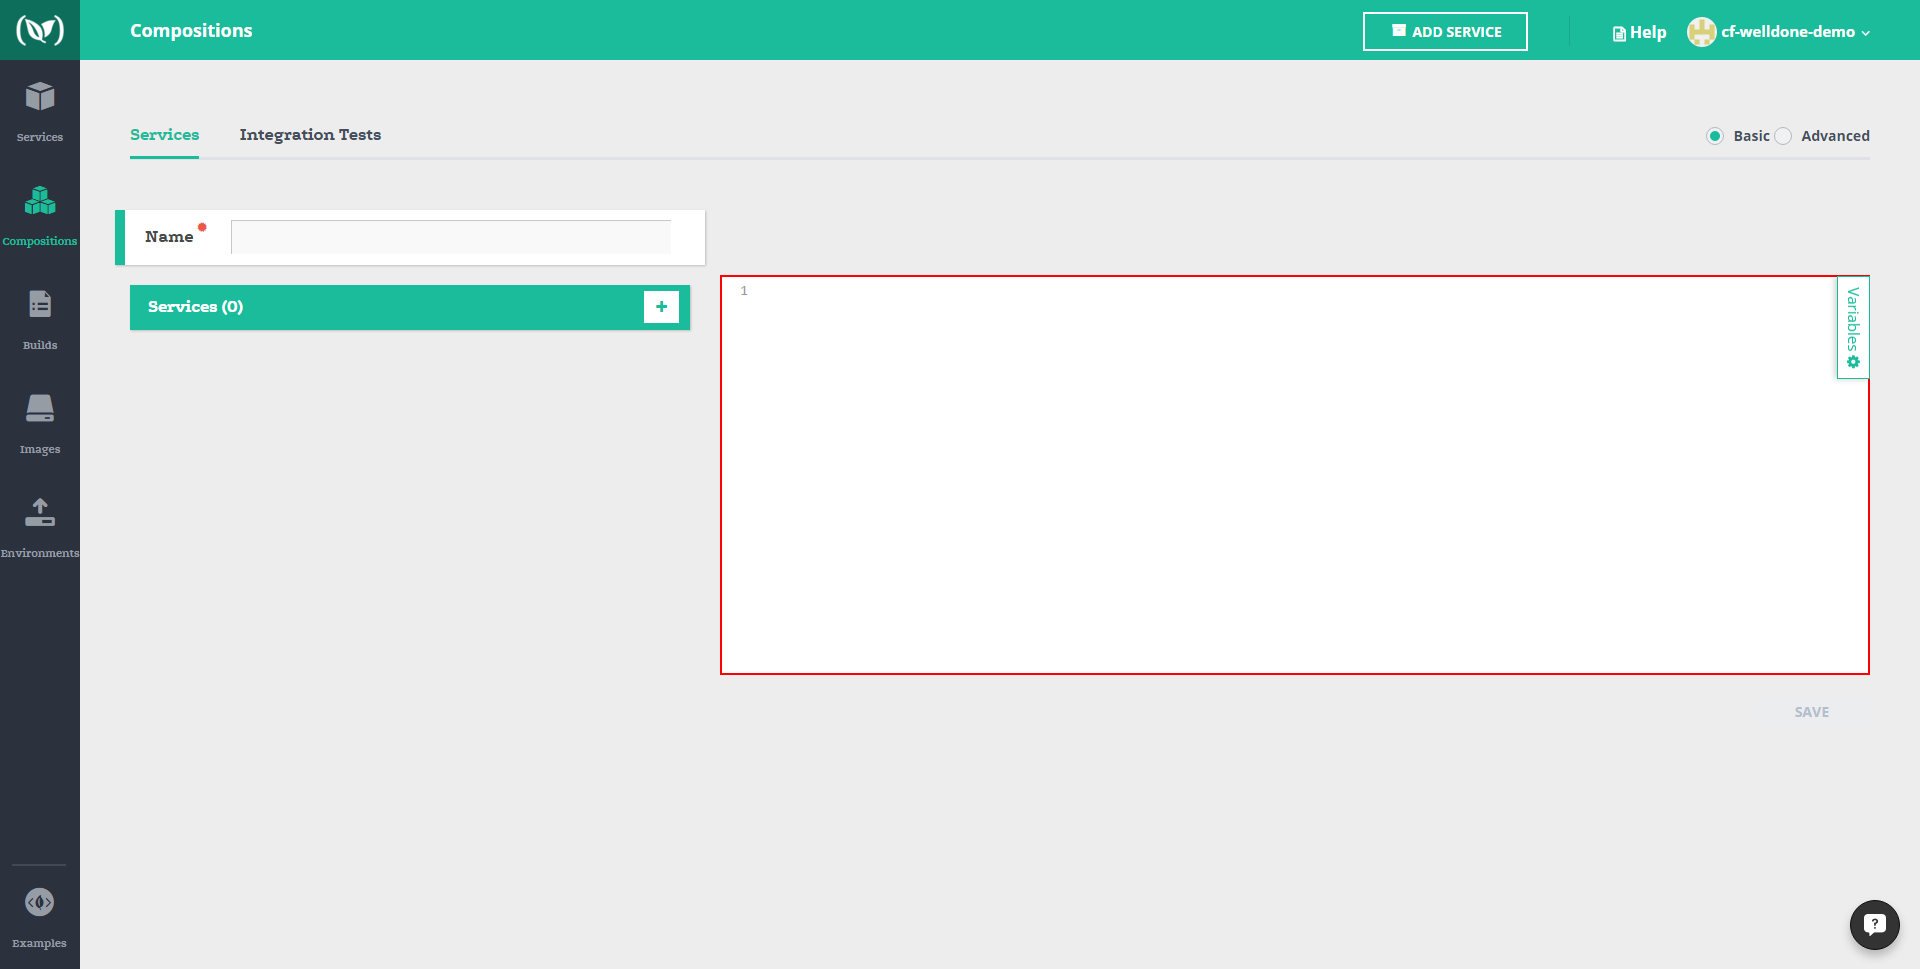 Compositions
ADD SERVICE
Help
cf-welldone-demo
Services
Compositions
Builds
Images
Environments
Examples
Services
Integration Tests
Basic
Advanced
Name
Services (0)
+
1
Variables
SAVE
?